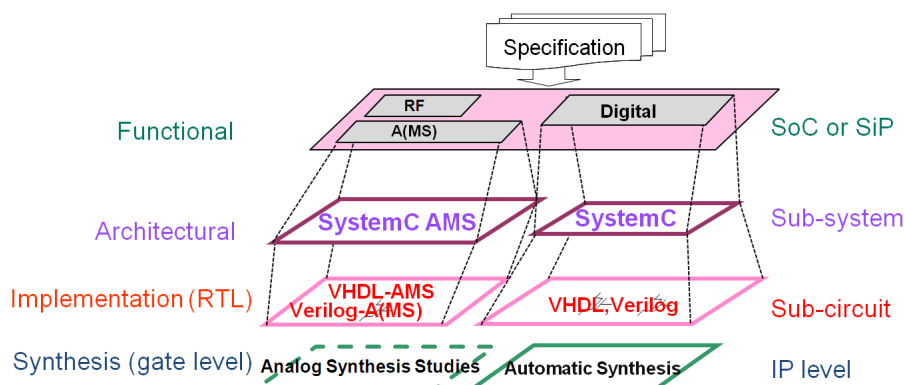 Specification
RF
Digital
Functional
A(MS)
SoC or SiP
SystemC AMS
SystemC
Architectural
Sub-system
Implementation (RTL)
VHDL-AMS
Verilog-A(MS)
VHDL,Verilog
Sub-circuit
Synthesis (gate level)
Analog Synthesis Studies
Automatic Synthesis
IP level